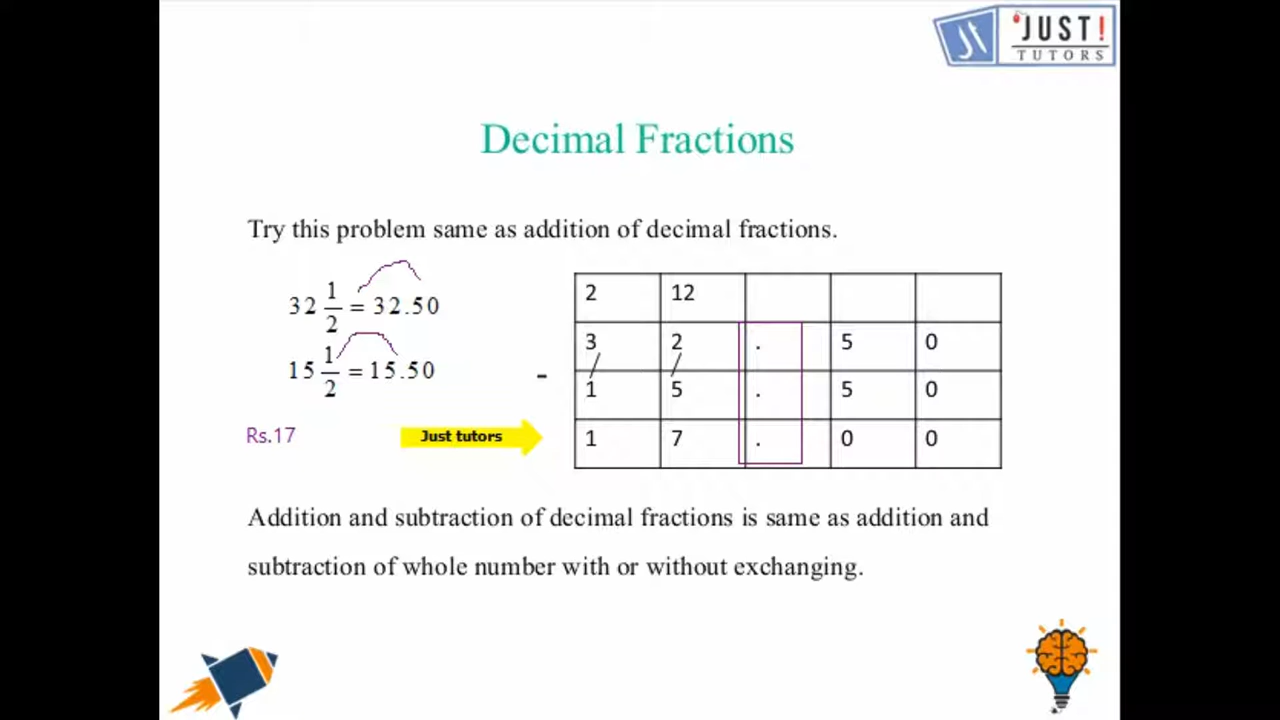 Jt JUST!
TUTORS
Decimal Fractions
Try this problem same as addition of decimal fractions.
32 1/2 = 32.50
15 1/2 = 15.50
Rs.17
Just tutors
2 12
3 2 . 5 0
- 1 5 . 5 0
1 7 . 0 0
Addition and subtraction of decimal fractions is same as addition and
subtraction of whole number with or without exchanging.